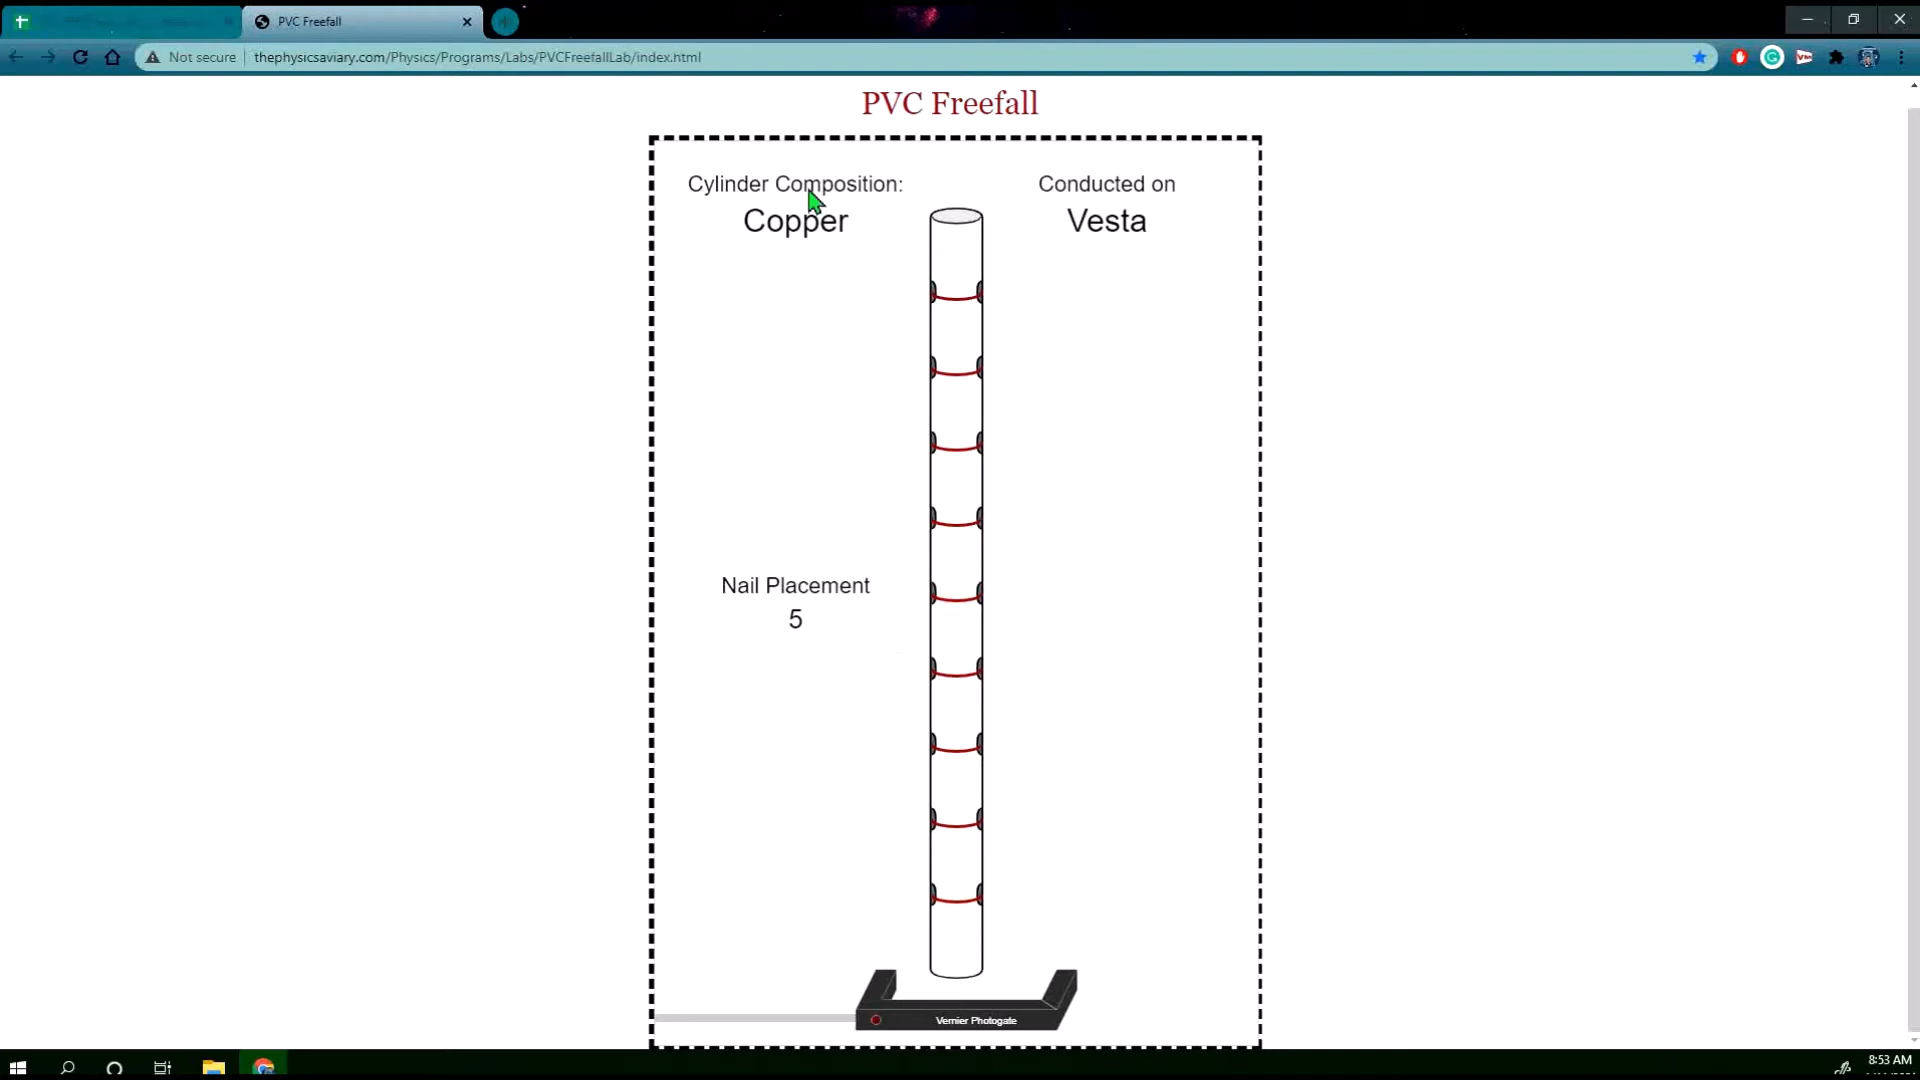 PVC Freefall
Not secure
thephysicsaviary.com/Physics/Programs/Labs/PVCFreefallLab/index.html
PVC Freefall
Cylinder Composition:
Copper
Conducted on
Vesta
Nail Placement
5
Vernier Photogate
8:53 AM